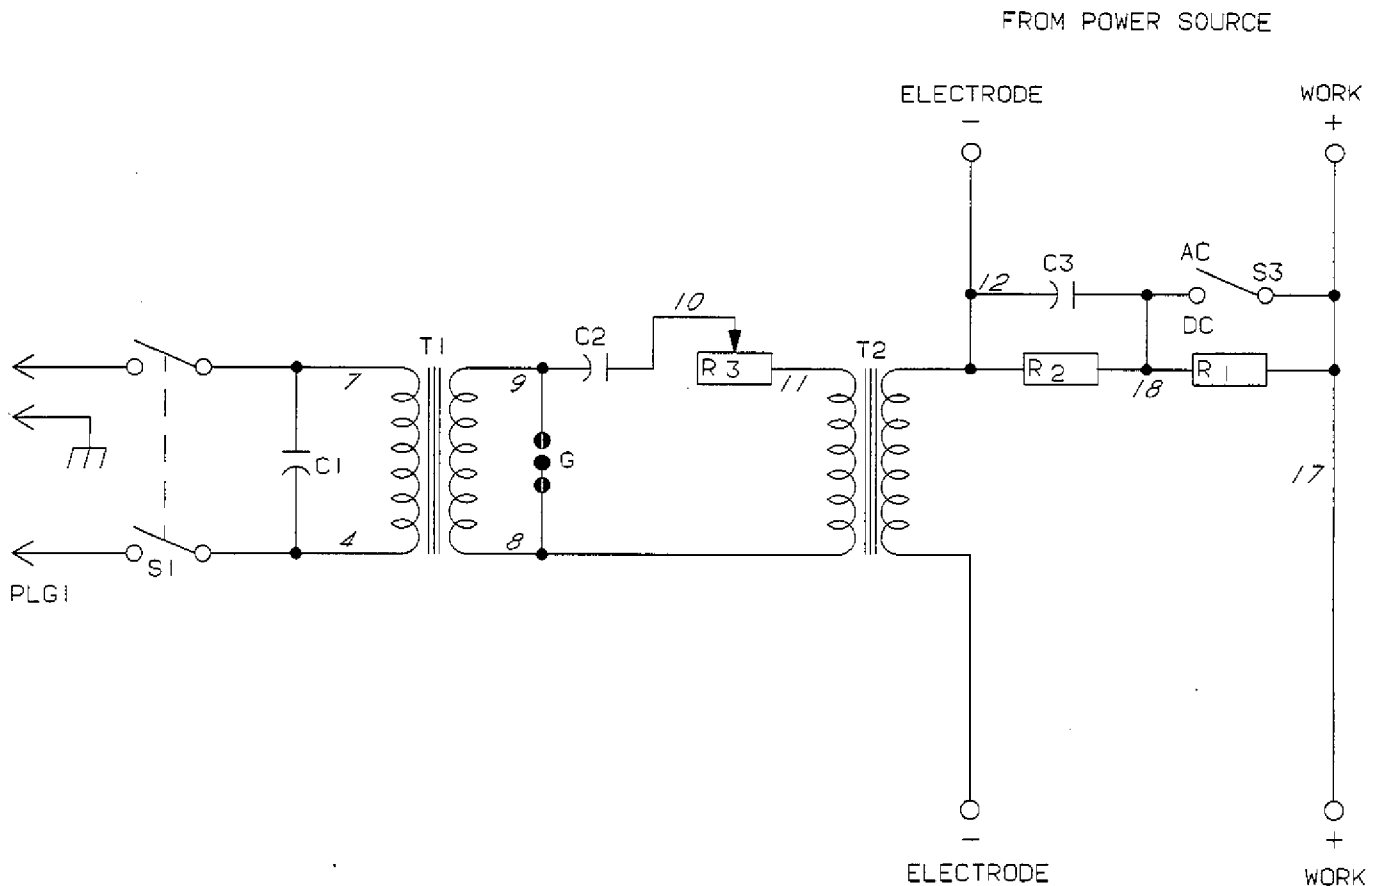 FROM POWER SOURCE
ELECTRODE
WORK
-
+
AC
S3
C3
12
DC
10
C2
T1
T2
R3
R2
R1
7
9
11
18
G
C1
17
4
8
S1
PLG1
-
+
ELECTRODE
WORK